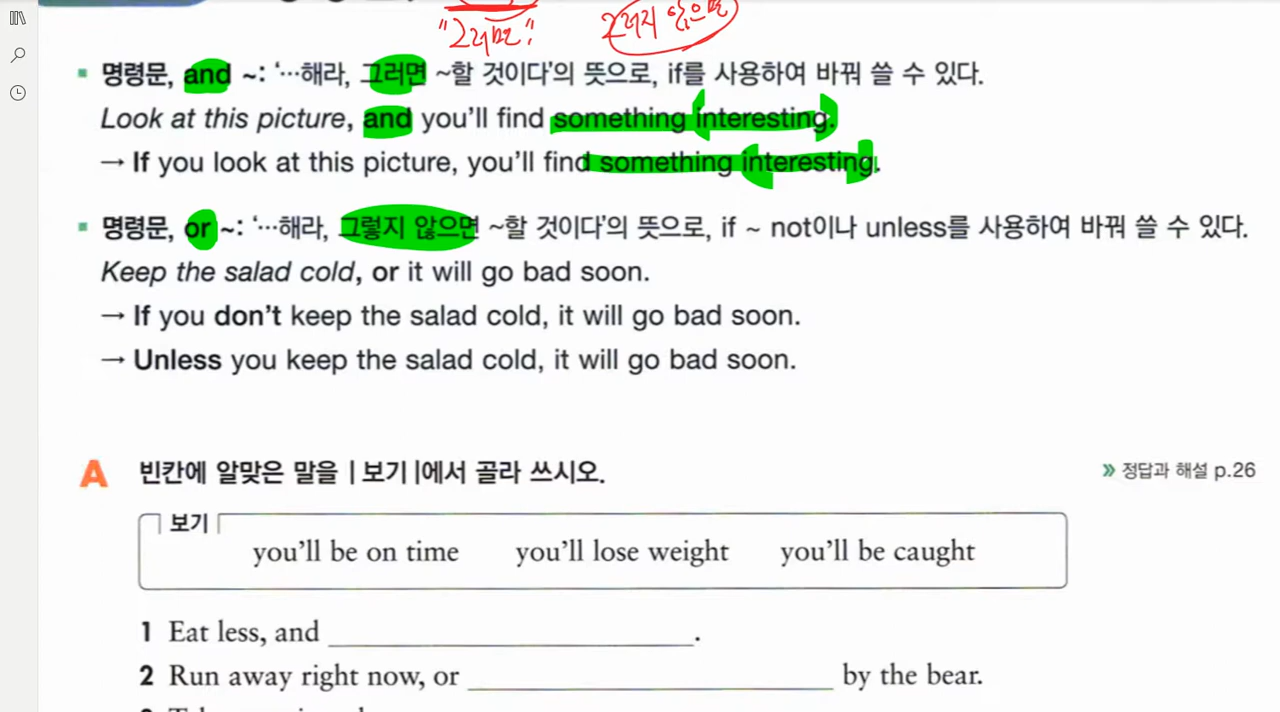 "그러면"
그러지 않으면
명령문, and ~: '…해라, 그러면 ~할 것이다'의 뜻으로, if를 사용하여 바꿔 쓸 수 있다.
Look at this picture, and you'll find something interesting.
→ If you look at this picture, you'll find something interesting.
명령문, or ~: '…해라, 그렇지 않으면 ~할 것이다'의 뜻으로, if ~ not이나 unless를 사용하여 바꿔 쓸 수 있다.
Keep the salad cold, or it will go bad soon.
→ If you don't keep the salad cold, it will go bad soon.
→ Unless you keep the salad cold, it will go bad soon.
A 빈칸에 알맞은 말을 | 보기 |에서 골라 쓰시오. » 정답과 해설 p.26
보기
you'll be on time you'll lose weight you'll be caught
1 Eat less, and ______.
2 Run away right now, or ______ by the bear.